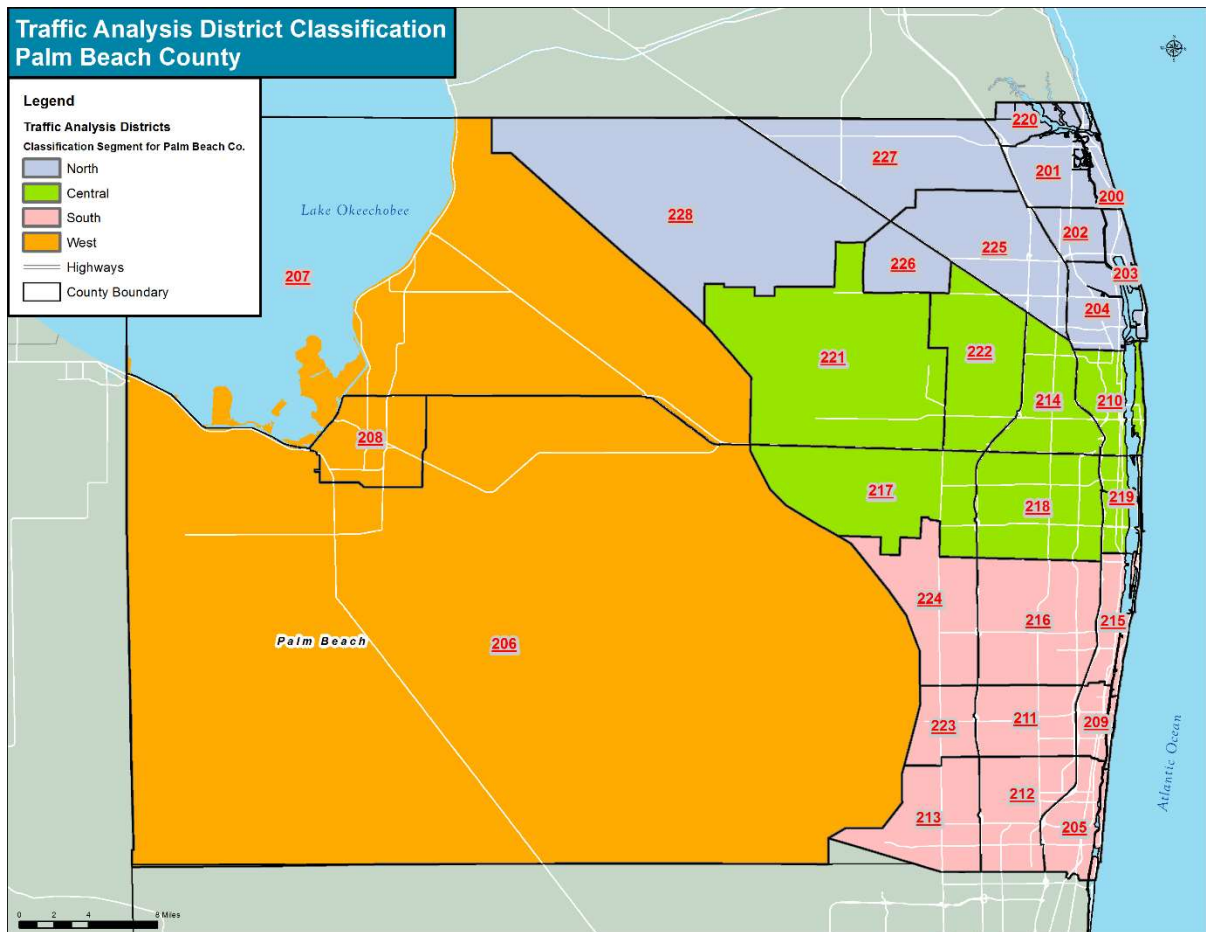 Traffic Analysis District Classification
Palm Beach County
Legend
Traffic Analysis Districts
Classification Segment for Palm Beach Co.
North
Central
South
West
Highways
County Boundary
220
227
201
Lake Okeechobee
200
228
202
225
226
203
207
204
221
222
214
210
208
217
219
218
224
216
215
Palm Beach
206
223
211
209
Atlantic Ocean
212
213
205
0 2 4 8 Miles